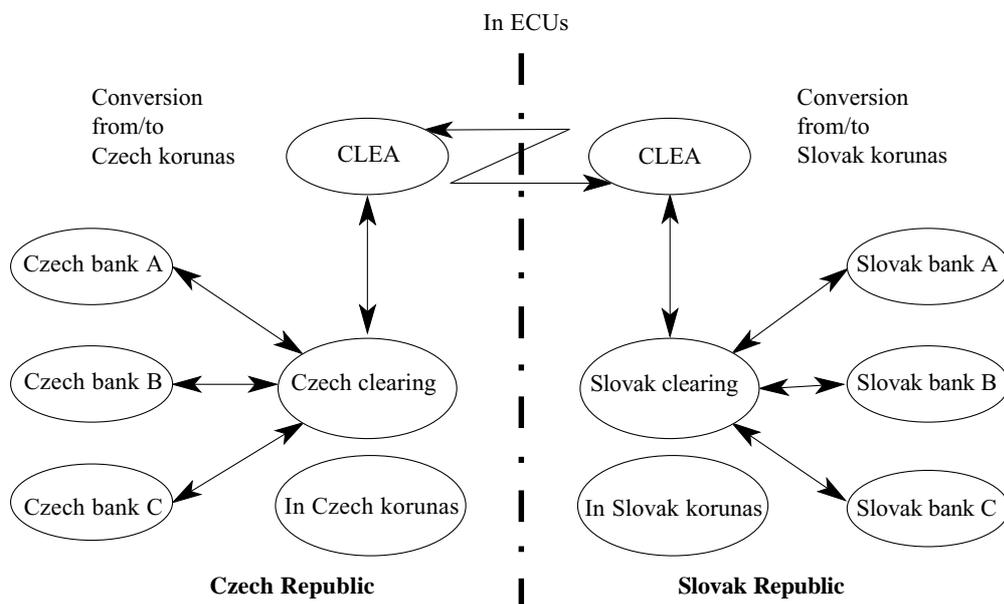 In ECUs
Conversion
from/to
Czech korunas
Conversion
from/to
Slovak korunas
CLEA
CLEA
Czech bank A
Slovak bank A
Czech bank B
Czech clearing
Slovak clearing
Slovak bank B
Czech bank C
In Czech korunas
In Slovak korunas
Slovak bank C
Czech Republic
Slovak Republic